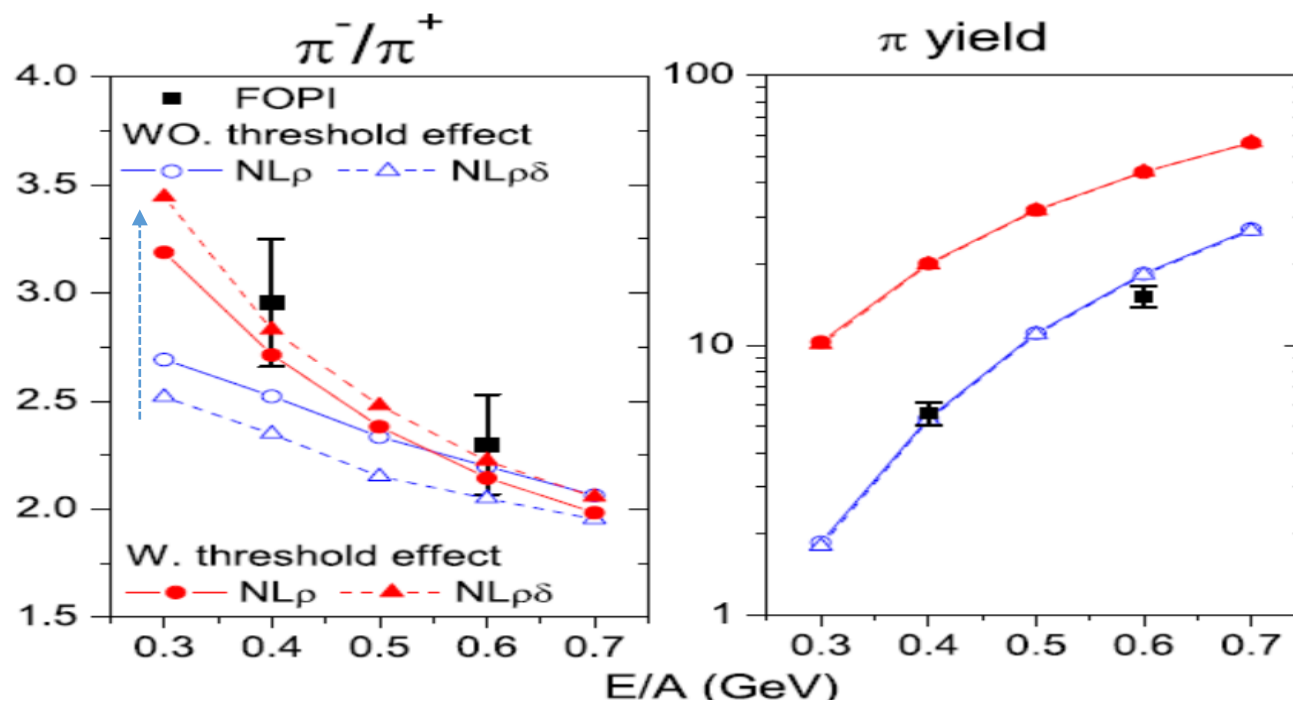 π⁻/π⁺
4.0
3.5
3.0
2.5
2.0
1.5
FOPI
WO. threshold effect
NLρ NLρδ
W. threshold effect
NLρ NLρδ
0.3 0.4 0.5 0.6 0.7
π yield
100
10
1
0.3 0.4 0.5 0.6 0.7
E/A (GeV)